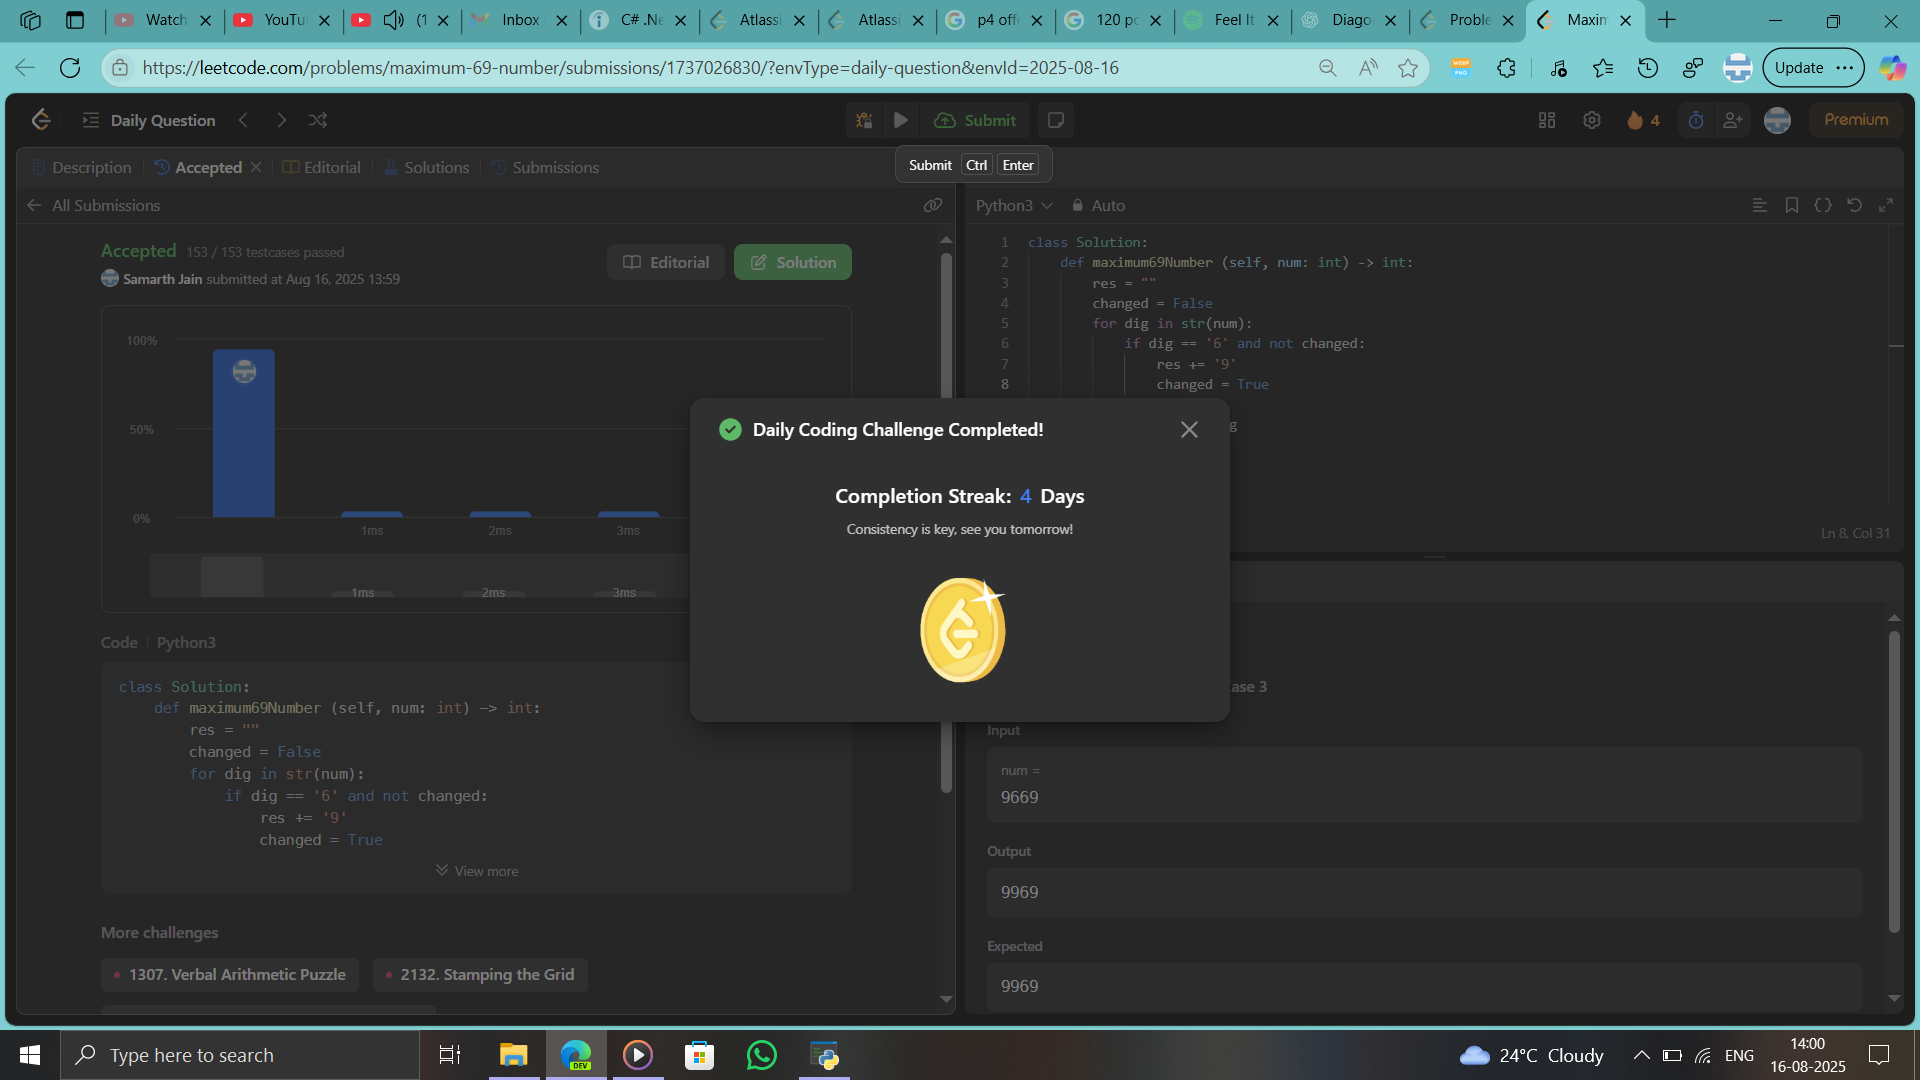 Watch
YouTu
(1
Inbox
C# .Ne
Atlassi
Atlassi
p4 off
120 p
Feel It
Diago
Proble
Maxin
https://leetcode.com/problems/maximum-69-number/submissions/1737026830/?envType=daily-question&envId=2025-08-16
WEBP
PNG
Update
Daily Question
Submit
4
Premium
Submit Ctrl Enter
Description
Accepted
Editorial
Solutions
Submissions
All Submissions
Accepted 153 / 153 testcases passed
Samarth Jain submitted at Aug 16, 2025 13:59
Editorial
Solution
100%
50%
0%
1ms
2ms
3ms
1ms
2ms
3ms
Code | Python3
class Solution:
def maximum69Number (self, num: int) -> int:
res = ""
changed = False
for dig in str(num):
if dig == '6' and not changed:
res += '9'
changed = True
View more
More challenges
1307. Verbal Arithmetic Puzzle
2132. Stamping the Grid
Python3
Auto
1 class Solution:
2 def maximum69Number (self, num: int) -> int:
3 res = ""
4 changed = False
5 for dig in str(num):
6 if dig == '6' and not changed:
7 res += '9'
8 changed = True
g
Ln 8, Col 31
Daily Coding Challenge Completed!
Completion Streak: 4 Days
Consistency is key, see you tomorrow!
ase 3
Input
num =
9669
Output
9969
Expected
9969
Type here to search
DEV
24°C Cloudy
ENG
14:00
16-08-2025